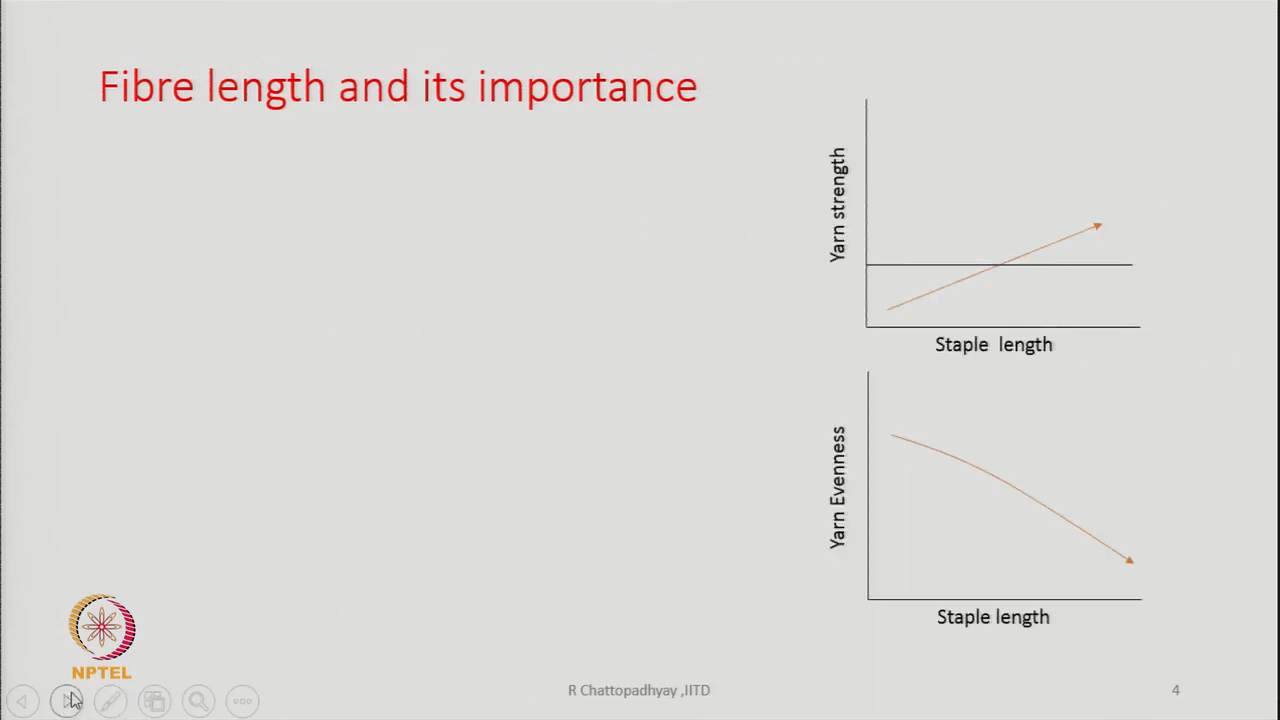 Fibre length and its importance
Yarn strength
Staple length
Yarn Evenness
Staple length
NPTEL
R Chattopadhyay ,IITD
4